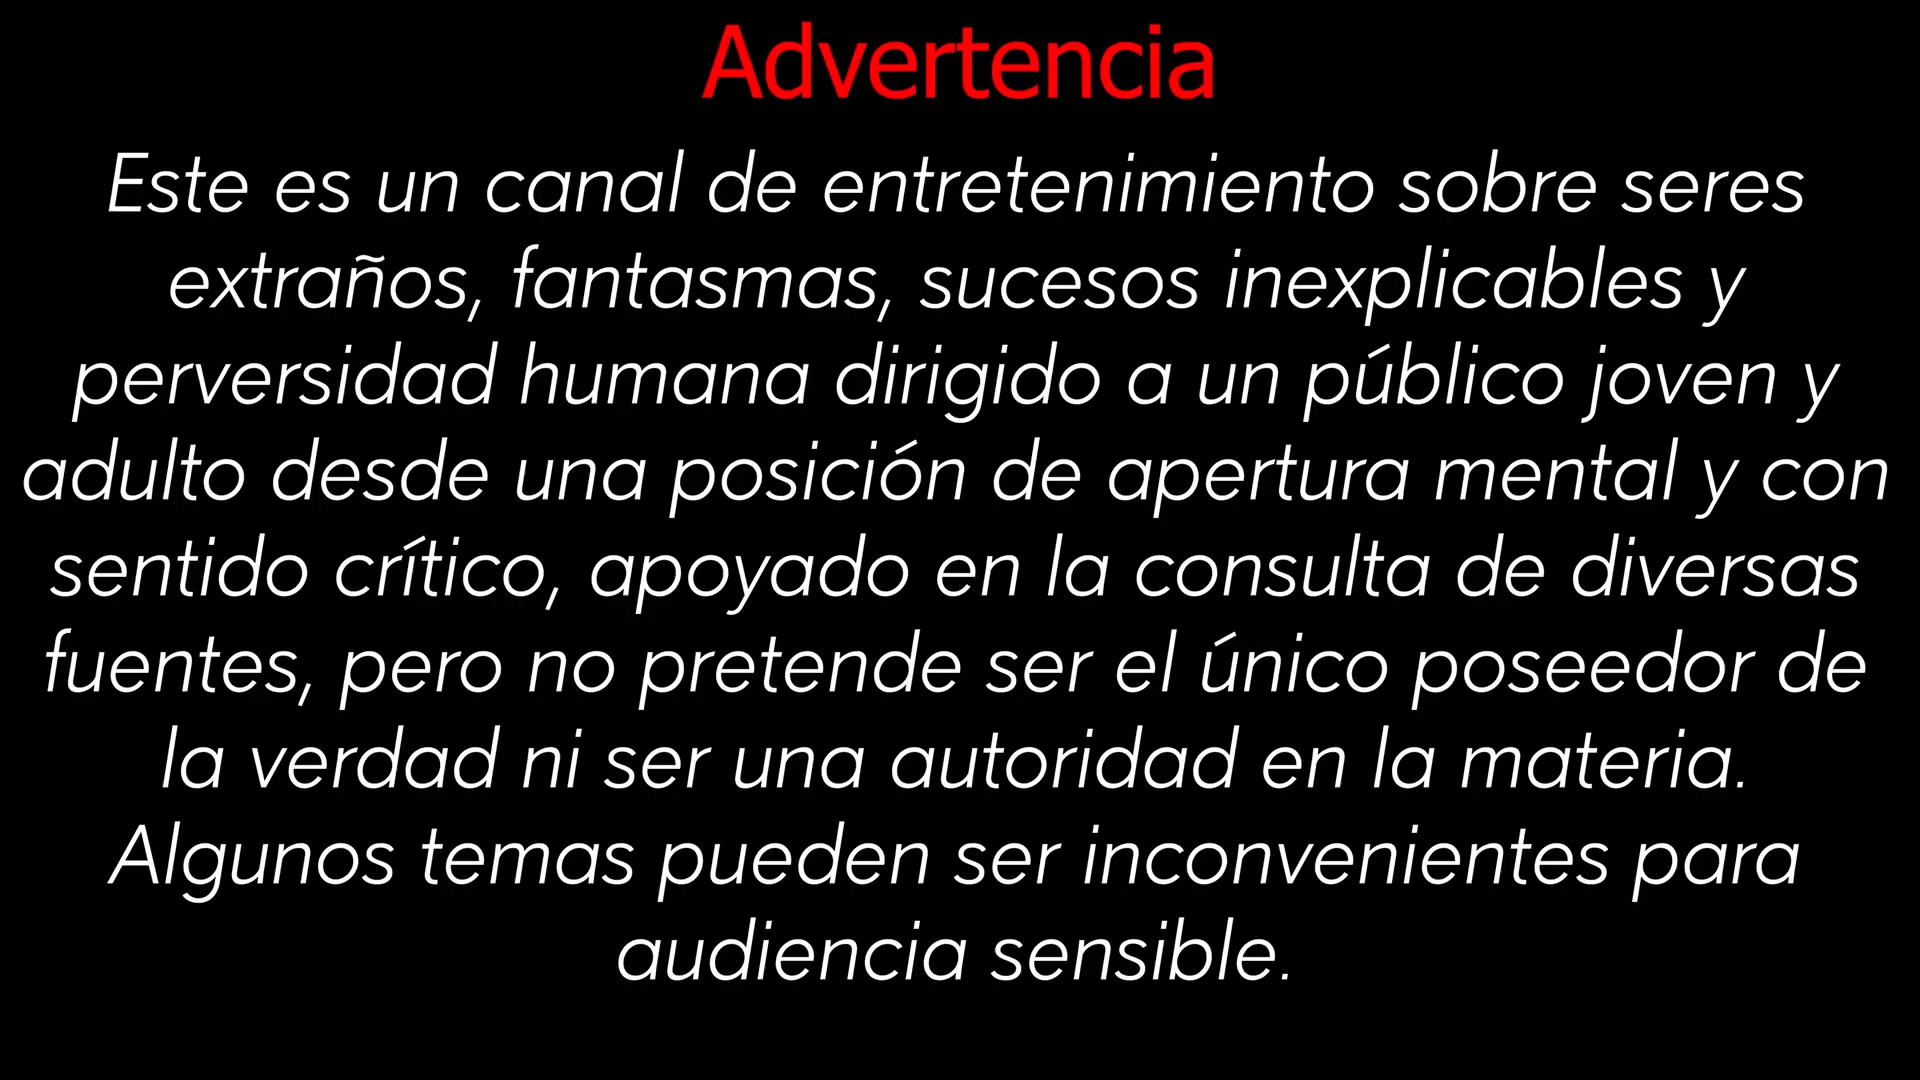 Advertencia
Este es un canal de entretenimiento sobre seres
extraños, fantasmas, sucesos inexplicables y
perversidad humana dirigido a un público joven y
adulto desde una posición de apertura mental y con
sentido crítico, apoyado en la consulta de diversas
fuentes, pero no pretende ser el único poseedor de
la verdad ni ser una autoridad en la materia.
Algunos temas pueden ser inconvenientes para
audiencia sensible.